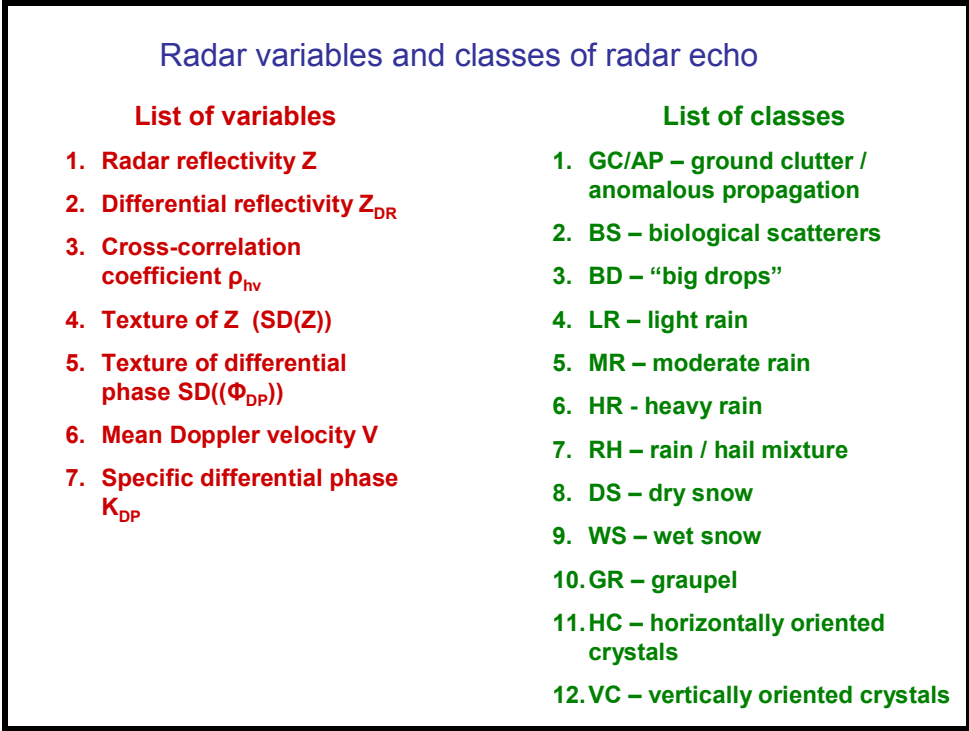 Radar variables and classes of radar echo
List of variables
1. Radar reflectivity Z
2. Differential reflectivity Z_DR
3. Cross-correlation
coefficient ρ_hv
4. Texture of Z (SD(Z))
5. Texture of differential
phase SD((Φ_DP))
6. Mean Doppler velocity V
7. Specific differential phase
K_DP
List of classes
1. GC/AP – ground clutter /
anomalous propagation
2. BS – biological scatterers
3. BD – “big drops”
4. LR – light rain
5. MR – moderate rain
6. HR - heavy rain
7. RH – rain / hail mixture
8. DS – dry snow
9. WS – wet snow
10. GR – graupel
11. HC – horizontally oriented
crystals
12. VC – vertically oriented crystals